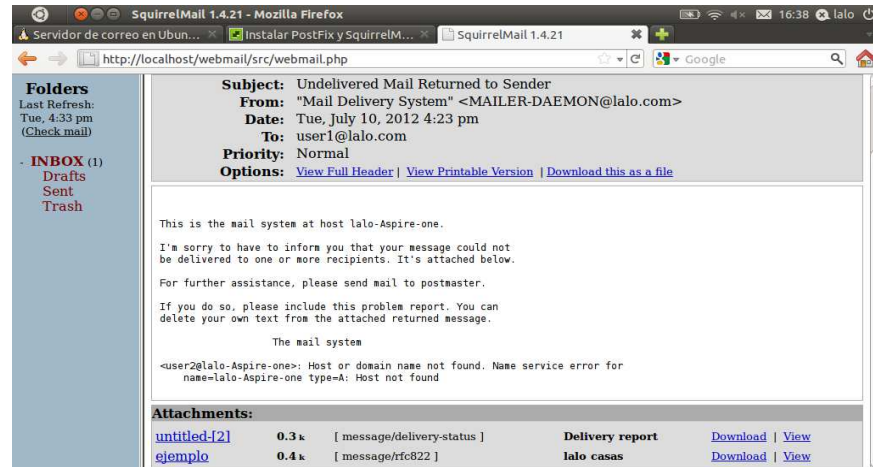 SquirrelMail 1.4.21 - Mozilla Firefox
16:38 lalo
Servidor de correo en Ubun... Instalar PostFix y SquirrelM... SquirrelMail 1.4.21
http://localhost/webmail/src/webmail.php Google
Folders
Last Refresh:
Tue, 4:33 pm
(Check mail)
- INBOX (1)
Drafts
Sent
Trash
Subject: Undelivered Mail Returned to Sender
From: "Mail Delivery System" <MAILER-DAEMON@lalo.com>
Date: Tue, July 10, 2012 4:23 pm
To: user1@lalo.com
Priority: Normal
Options: View Full Header | View Printable Version | Download this as a file
This is the mail system at host lalo-Aspire-one.
I'm sorry to have to inform you that your message could not
be delivered to one or more recipients. It's attached below.
For further assistance, please send mail to postmaster.
If you do so, please include this problem report. You can
delete your own text from the attached returned message.
The mail system
<user2@lalo-Aspire-one>: Host or domain name not found. Name service error for
name=lalo-Aspire-one type=A: Host not found
Attachments:
untitled-[2] 0.3 k [ message/delivery-status ] Delivery report Download | View
ejemplo 0.4 k [ message/rfc822 ] lalo casas Download | View